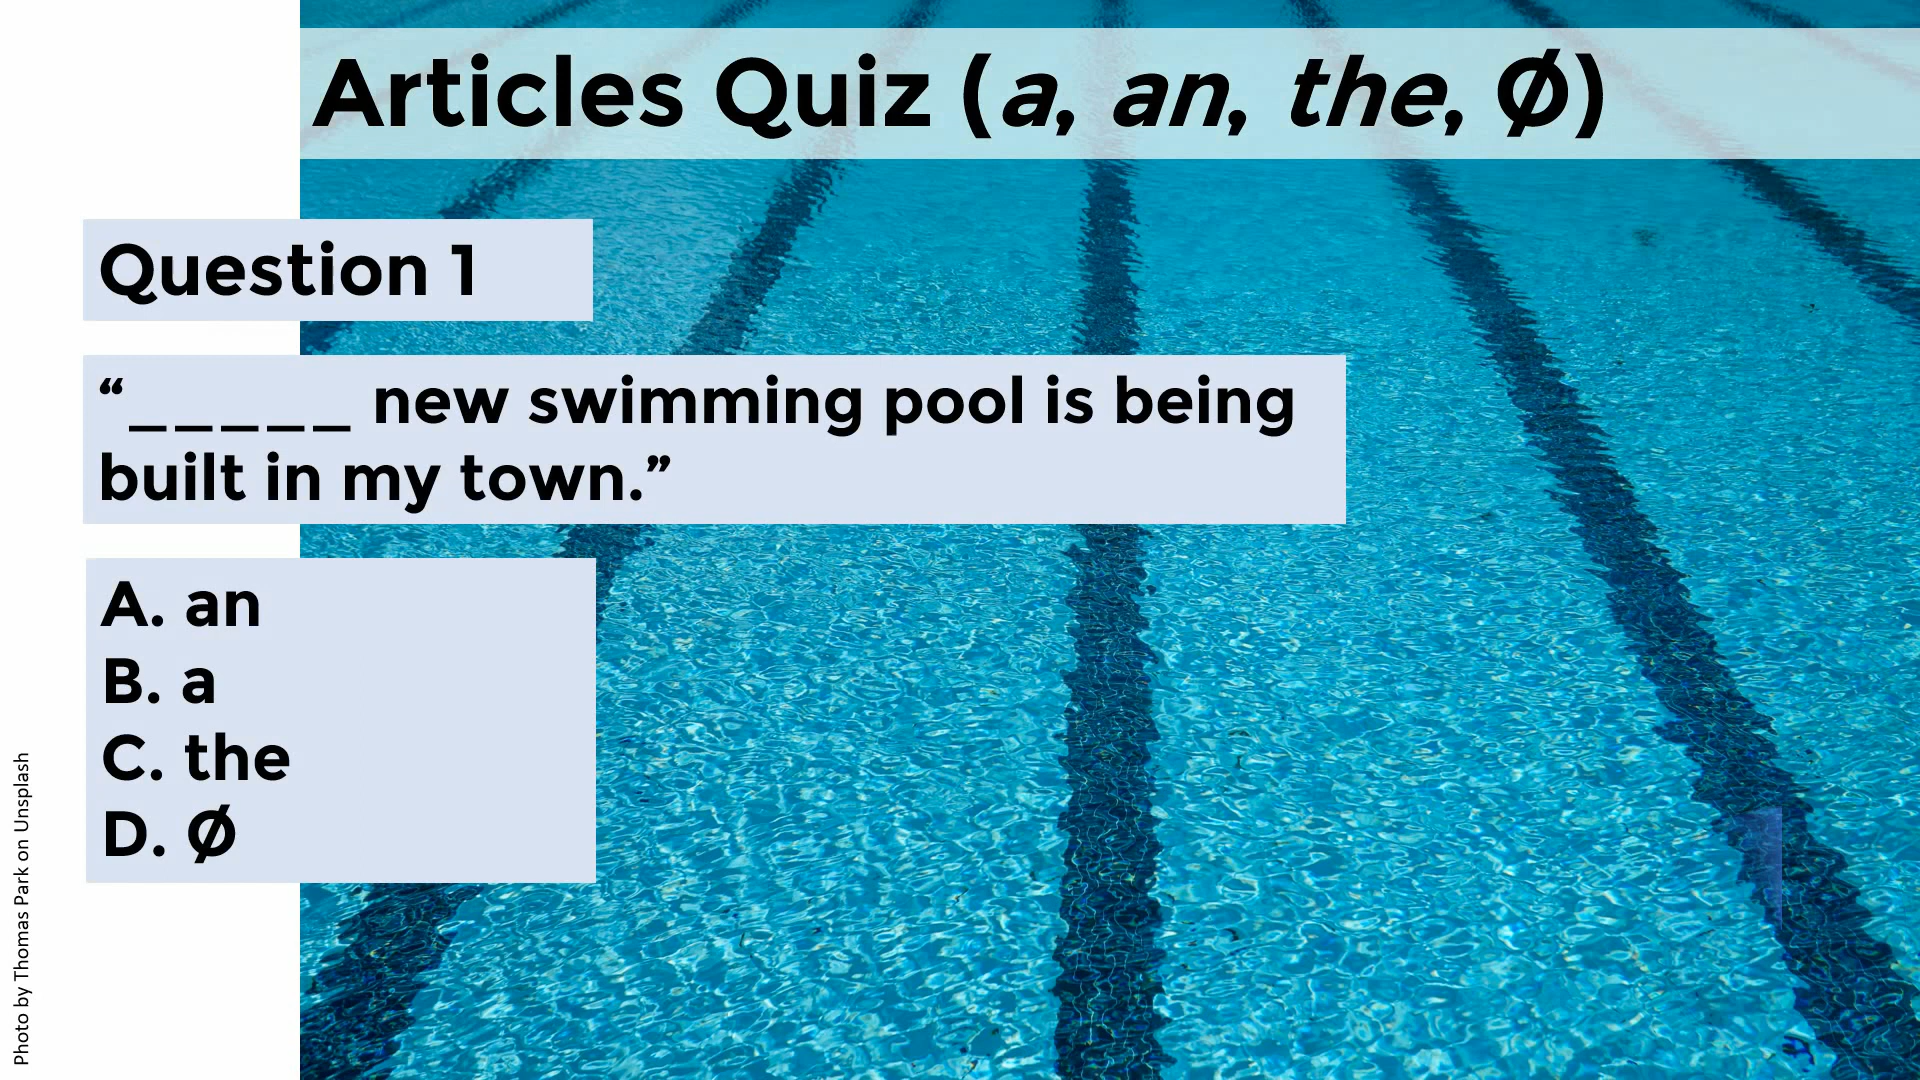 Articles Quiz (a, an, the, Ø)
Question 1
“_____ new swimming pool is being
built in my town.”
A. an
B. a
C. the
D. Ø
Photo by Thomas Park on Unsplash